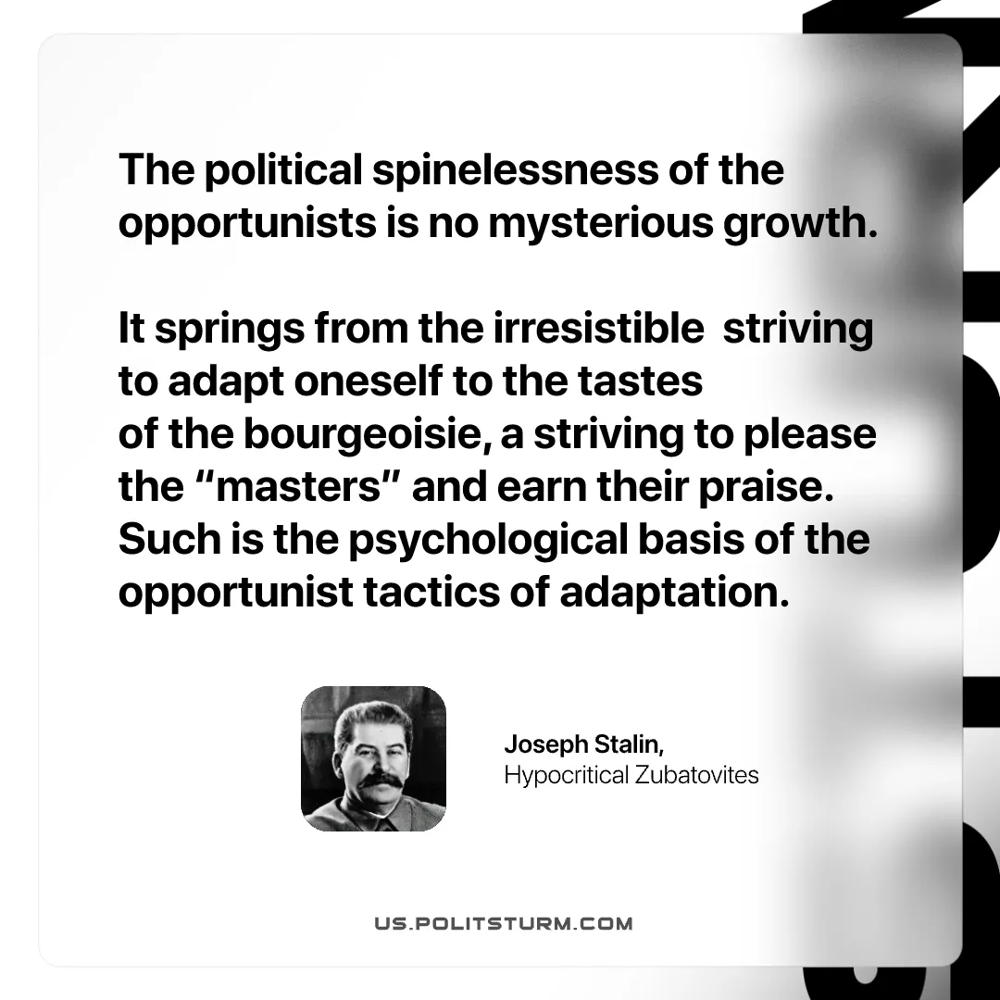 The political spinelessness of the
opportunists is no mysterious growth.
It springs from the irresistible  striving
to adapt oneself to the tastes
of the bourgeoisie, a striving to please
the “masters” and earn their praise.
Such is the psychological basis of the
opportunist tactics of adaptation.
Joseph Stalin,
Hypocritical Zubatovites
US.POLITSTURM.COM